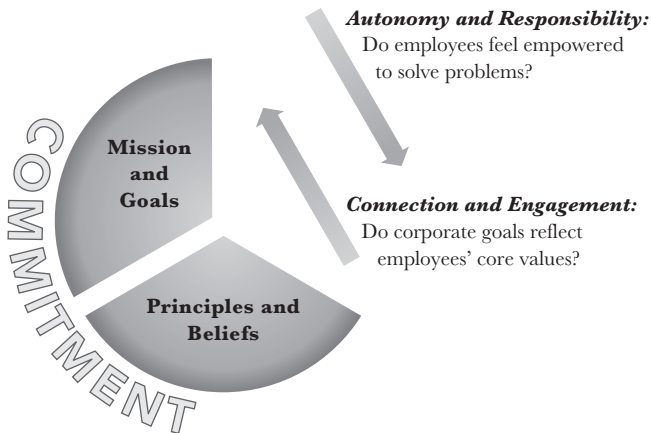 Autonomy and Responsibility:
Do employees feel empowered
to solve problems?
Mission
and
Goals
Connection and Engagement:
Do corporate goals reflect
employees’ core values?
Principles and
Beliefs
COMMITMENT